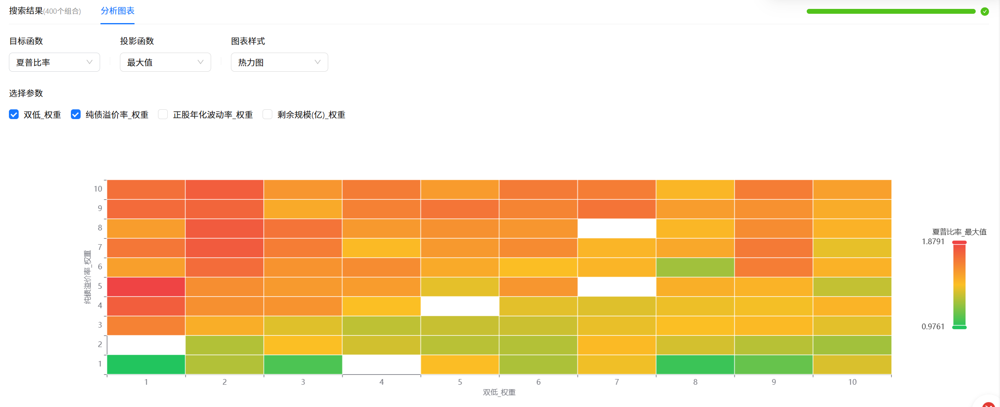 搜索结果(400个组合) 分析图表
目标函数 投影函数 图表样式
夏普比率 最大值 热力图
选择参数
双低_权重 纯债溢价率_权重 正股年化波动率_权重 剩余规模(亿)_权重
10
9
8
7
6
5
4
3
2
1
纯债溢价率_权重
1 2 3 4 5 6 7 8 9 10
双低_权重
夏普比率_最大值
1.8791
0.9761